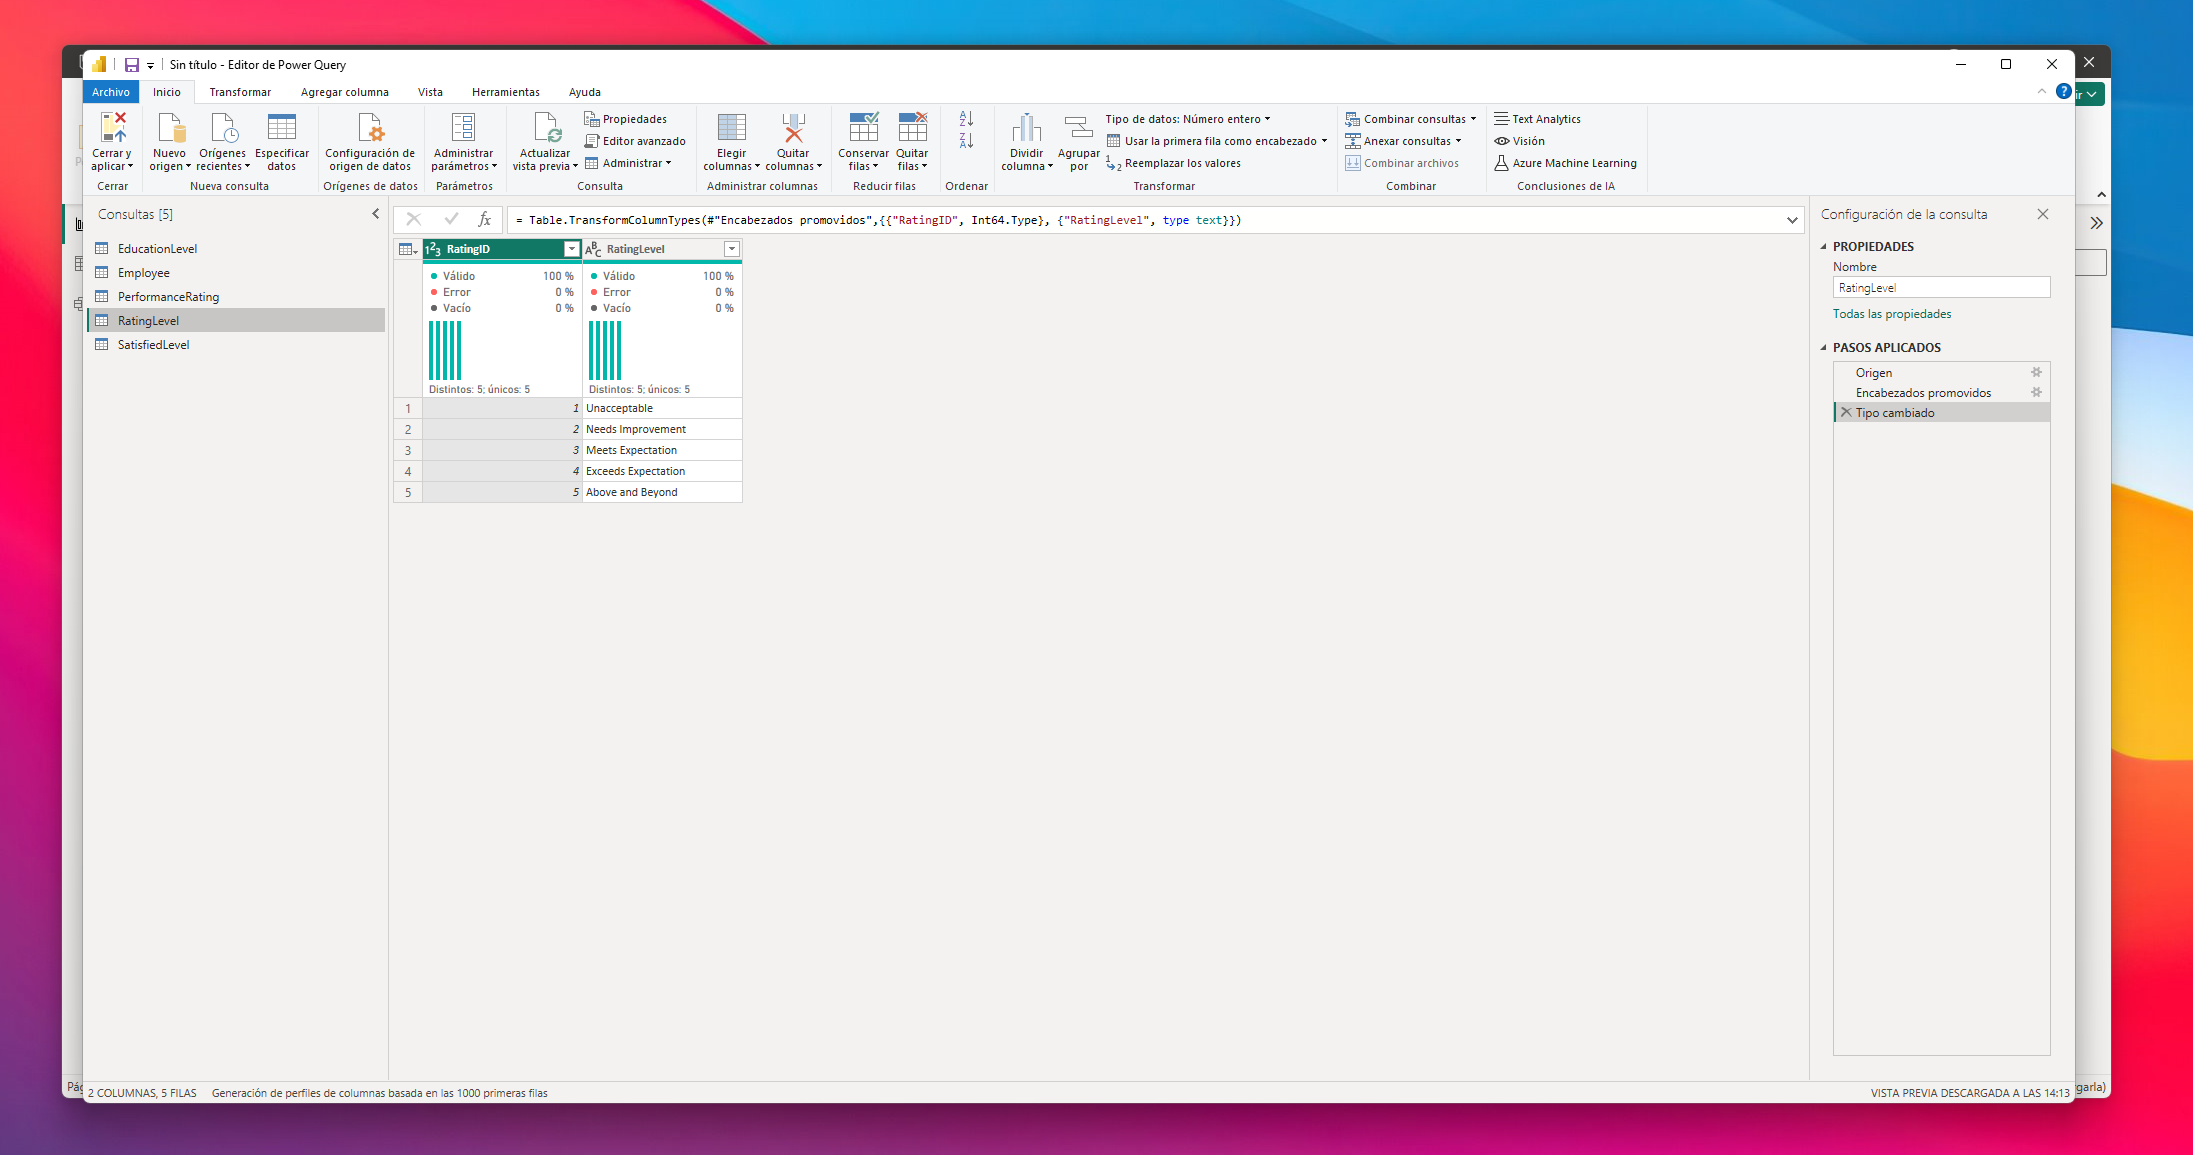 Sin título - Editor de Power Query
Archivo Inicio Transformar Agregar columna Vista Herramientas Ayuda
Cerrar y aplicar
Cerrar
Nuevo origen
Orígenes recientes
Especificar datos
Nueva consulta
Configuración de origen de datos
Orígenes de datos
Administrar parámetros
Parámetros
Actualizar vista previa
Propiedades
Editor avanzado
Administrar
Consulta
Elegir columnas
Quitar columnas
Administrar columnas
Conservar filas
Quitar filas
Reducir filas
Ordenar
Dividir columna
Agrupar por
Tipo de datos: Número entero
Usar la primera fila como encabezado
Reemplazar los valores
Transformar
Combinar consultas
Anexar consultas
Combinar archivos
Combinar
Text Analytics
Visión
Azure Machine Learning
Conclusiones de IA
Consultas [5]
EducationLevel
Employee
PerformanceRating
RatingLevel
SatisfiedLevel
= Table.TransformColumnTypes(#"Encabezados promovidos",{{"RatingID", Int64.Type}, {"RatingLevel", type text}})
RatingID RatingLevel
Válido 100 % Válido 100 %
Error 0 % Error 0 %
Vacío 0 % Vacío 0 %
Distintos: 5; únicos: 5 Distintos: 5; únicos: 5
1 1 Unacceptable
2 2 Needs Improvement
3 3 Meets Expectation
4 4 Exceeds Expectation
5 5 Above and Beyond
Configuración de la consulta
PROPIEDADES
Nombre
RatingLevel
Todas las propiedades
PASOS APLICADOS
Origen
Encabezados promovidos
Tipo cambiado
2 COLUMNAS, 5 FILAS Generación de perfiles de columnas basada en las 1000 primeras filas
VISTA PREVIA DESCARGADA A LAS 14:13